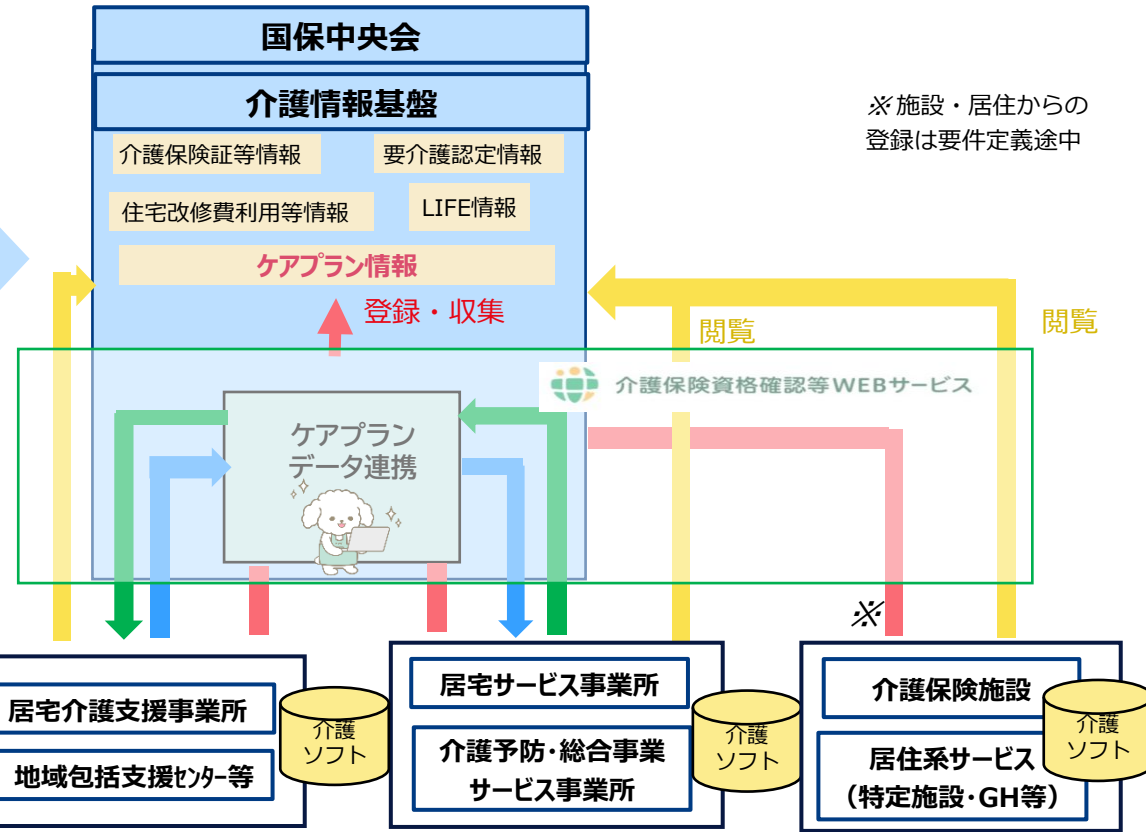 国保中央会
介護情報基盤
※ 施設・居住からの
登録は要件定義途中
介護保険証等情報
要介護認定情報
住宅改修費利用等情報
LIFE情報
ケアプラン情報
登録・収集
閲覧
閲覧
介護保険資格確認等WEBサービス
ケアプラン
データ連携
※
居宅介護支援事業所
地域包括支援センター等
介護
ソフト
居宅サービス事業所
介護予防・総合事業
サービス事業所
介護
ソフト
介護保険施設
居住系サービス
（特定施設・GH等）
介護
ソフト